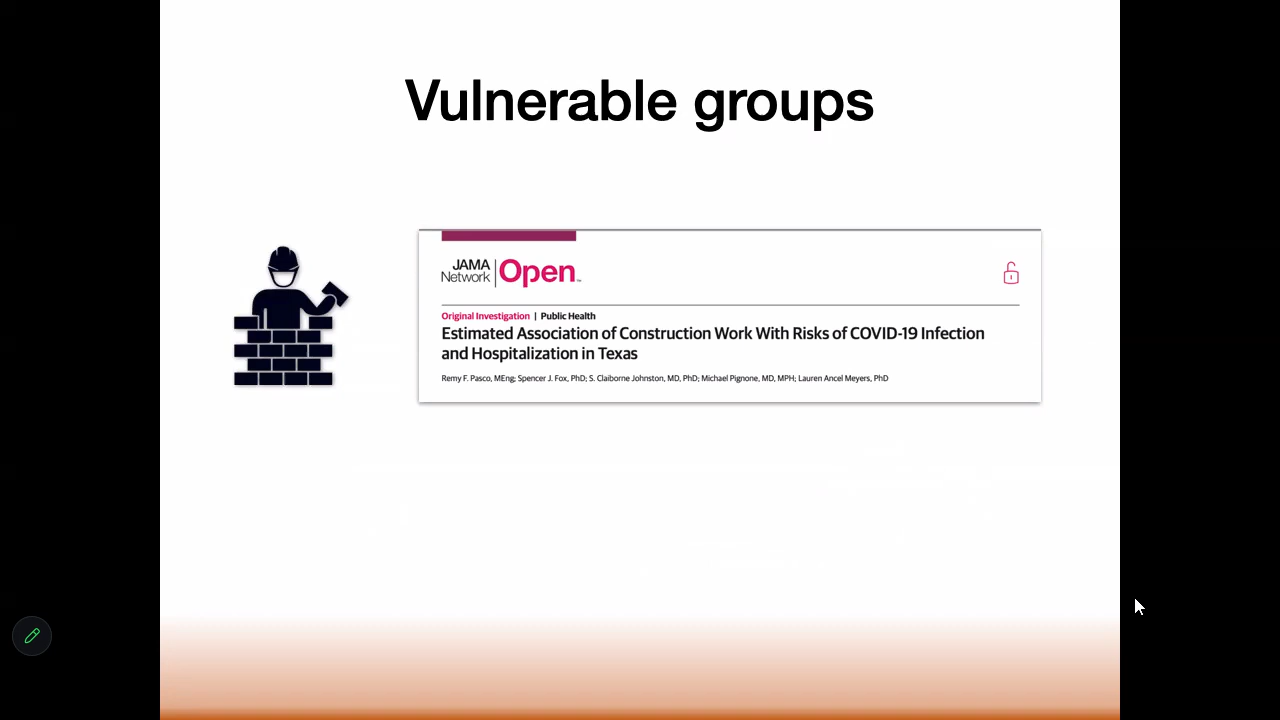 Vulnerable groups
JAMA
Network Open™
Original Investigation | Public Health
Estimated Association of Construction Work With Risks of COVID-19 Infection
and Hospitalization in Texas
Remy F. Pasco, MEng; Spencer J. Fox, PhD; S. Claiborne Johnston, MD, PhD; Michael Pignone, MD, MPH; Lauren Ancel Meyers, PhD